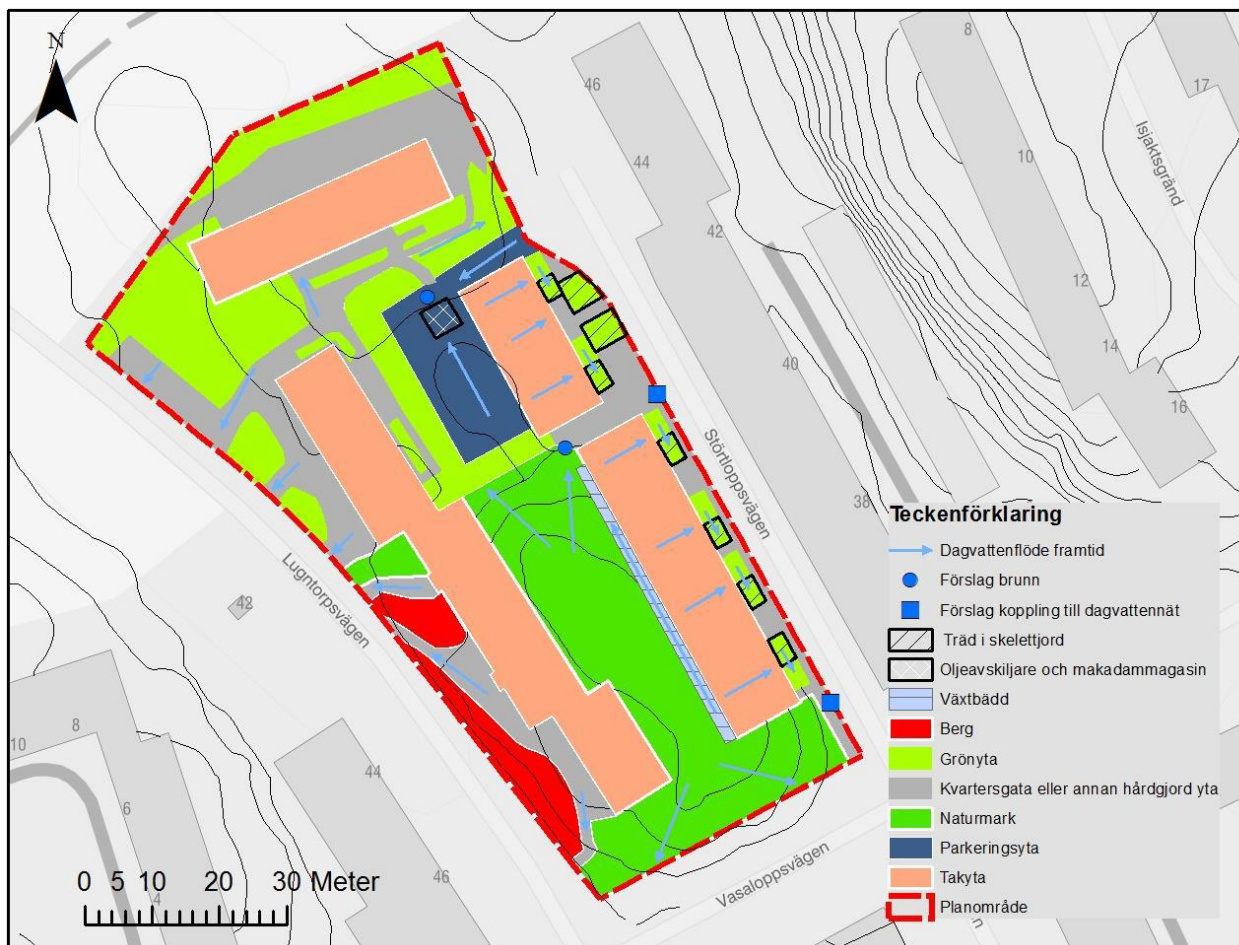 N
46
8
17
44
Isjaktsgränd
10
42
12
40
14
16
Störtloppsvägen
38
Teckenförklaring
Dagvattenflöde framtid
Förslag brunn
Förslag koppling till dagvattennät
Träd i skelettjord
Oljeavskiljare och makadammagasin
Växtbädd
Berg
Grönyta
Kvartersgata eller annan hårdgjord yta
Naturmark
Parkeringsyta
Takyta
Planområde
Lugntorpsvägen
42
8
10
44
6
4
46
Vasaloppsvägen
0 5 10 20 30 Meter